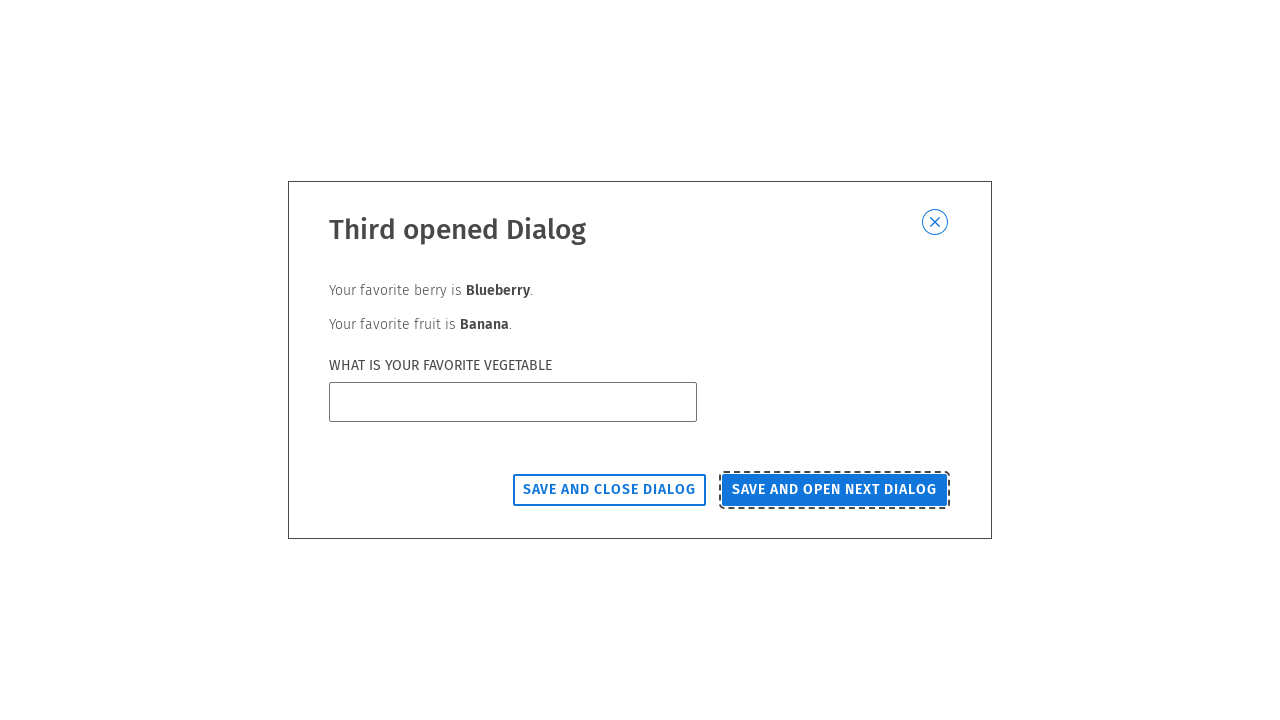 Third opened Dialog
Your favorite berry is Blueberry.
Your favorite fruit is Banana.
WHAT IS YOUR FAVORITE VEGETABLE
SAVE AND CLOSE DIALOG
SAVE AND OPEN NEXT DIALOG